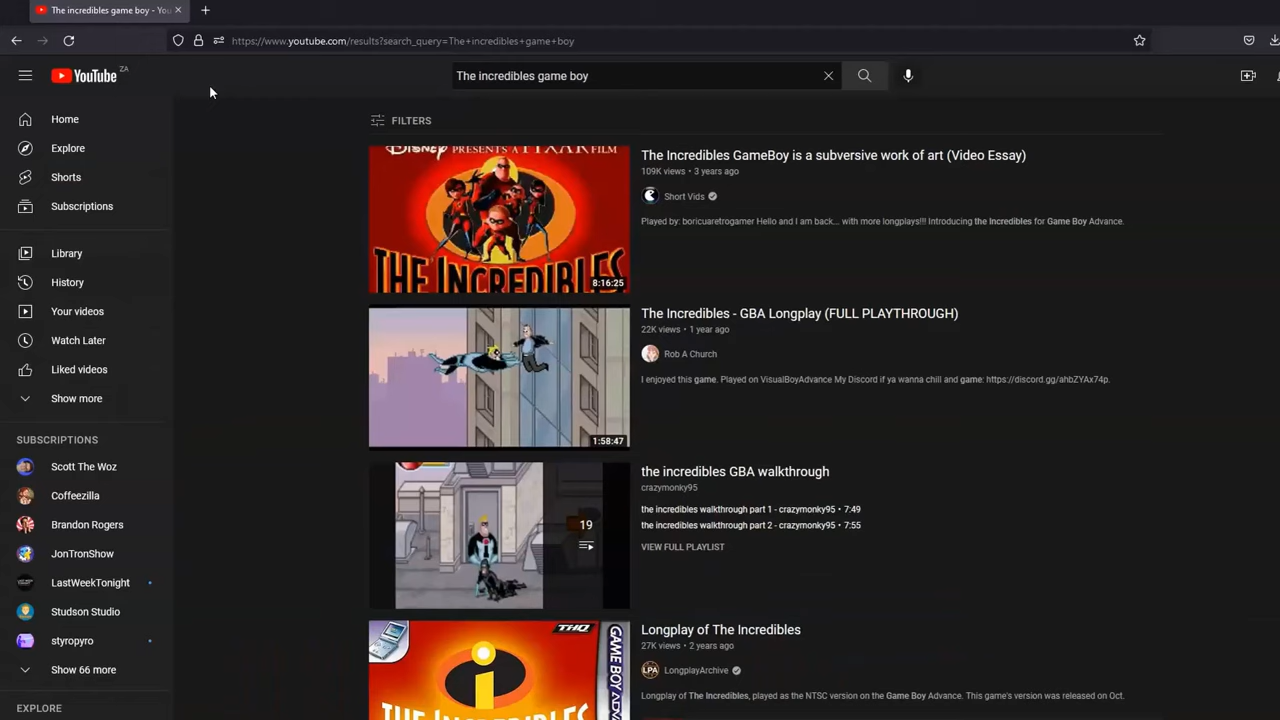 The incredibles game boy - You
https://www.youtube.com/results?search_query=The+incredibles+game+boy
YouTube ZA
The incredibles game boy
Home
Explore
Shorts
Subscriptions
Library
History
Your videos
Watch Later
Liked videos
Show more
SUBSCRIPTIONS
Scott The Woz
Coffeezilla
Brandon Rogers
JonTronShow
LastWeekTonight
Studson Studio
styropyro
Show 66 more
EXPLORE
FILTERS
DISNEY PRESENTS A PIXAR FILM
THE INCREDIBLES
8:16:25
The Incredibles GameBoy is a subversive work of art (Video Essay)
109K views • 3 years ago
Short Vids
Played by: boricuaretrogamer Hello and I am back... with more longplays!!! Introducing the Incredibles for Game Boy Advance.
1:58:47
The Incredibles - GBA Longplay (FULL PLAYTHROUGH)
22K views • 1 year ago
Rob A Church
I enjoyed this game. Played on VisualBoyAdvance My Discord if ya wanna chill and game: https://discord.gg/ahbZYAx74p.
19
the incredibles GBA walkthrough
crazymonky95
the incredibles walkthrough part 1 - crazymonky95 • 7:49
the incredibles walkthrough part 2 - crazymonky95 • 7:55
VIEW FULL PLAYLIST
THQ
GAME BOY ADVANCE
i
THE INCREDIBLES
Longplay of The Incredibles
27K views • 2 years ago
LPA LongplayArchive
Longplay of The Incredibles, played as the NTSC version on the Game Boy Advance. This game's version was released on Oct.